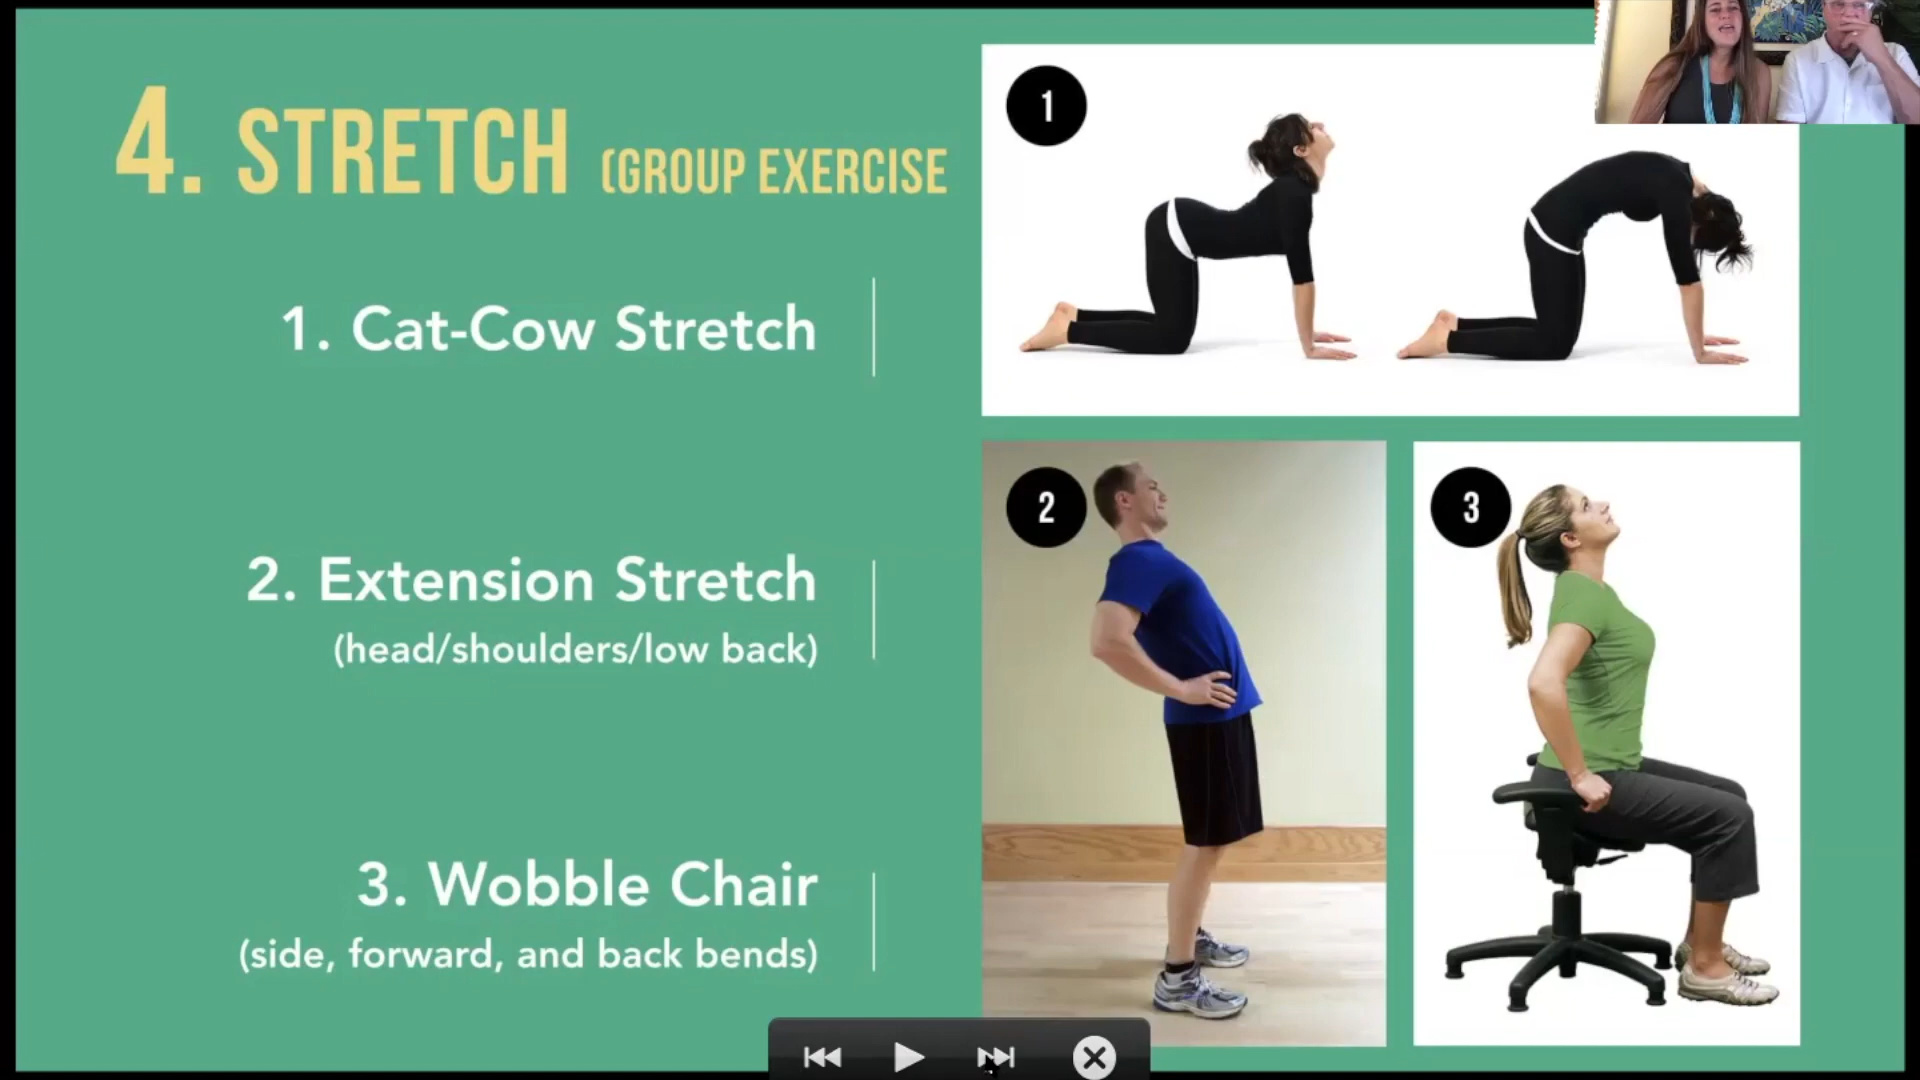 4. STRETCH (GROUP EXERCISE
1. Cat-Cow Stretch
2. Extension Stretch
(head/shoulders/low back)
3. Wobble Chair
(side, forward, and back bends)
1
2
3